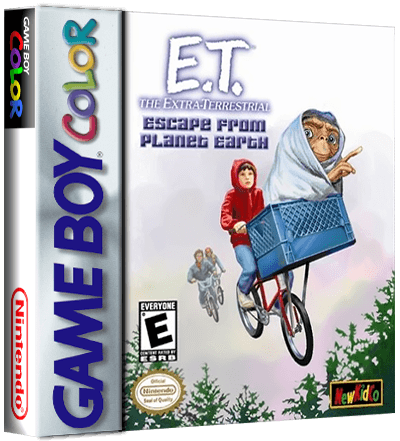 GAME BOY
COLOR
Nintendo
GAME BOY COLOR
E.T.
THE EXTRA-TERRESTRIAL
Escape from
Planet Earth
EVERYONE
E
CONTENT RATED BY
ESRB
Official
Nintendo
Seal of Quality
NewKidCo